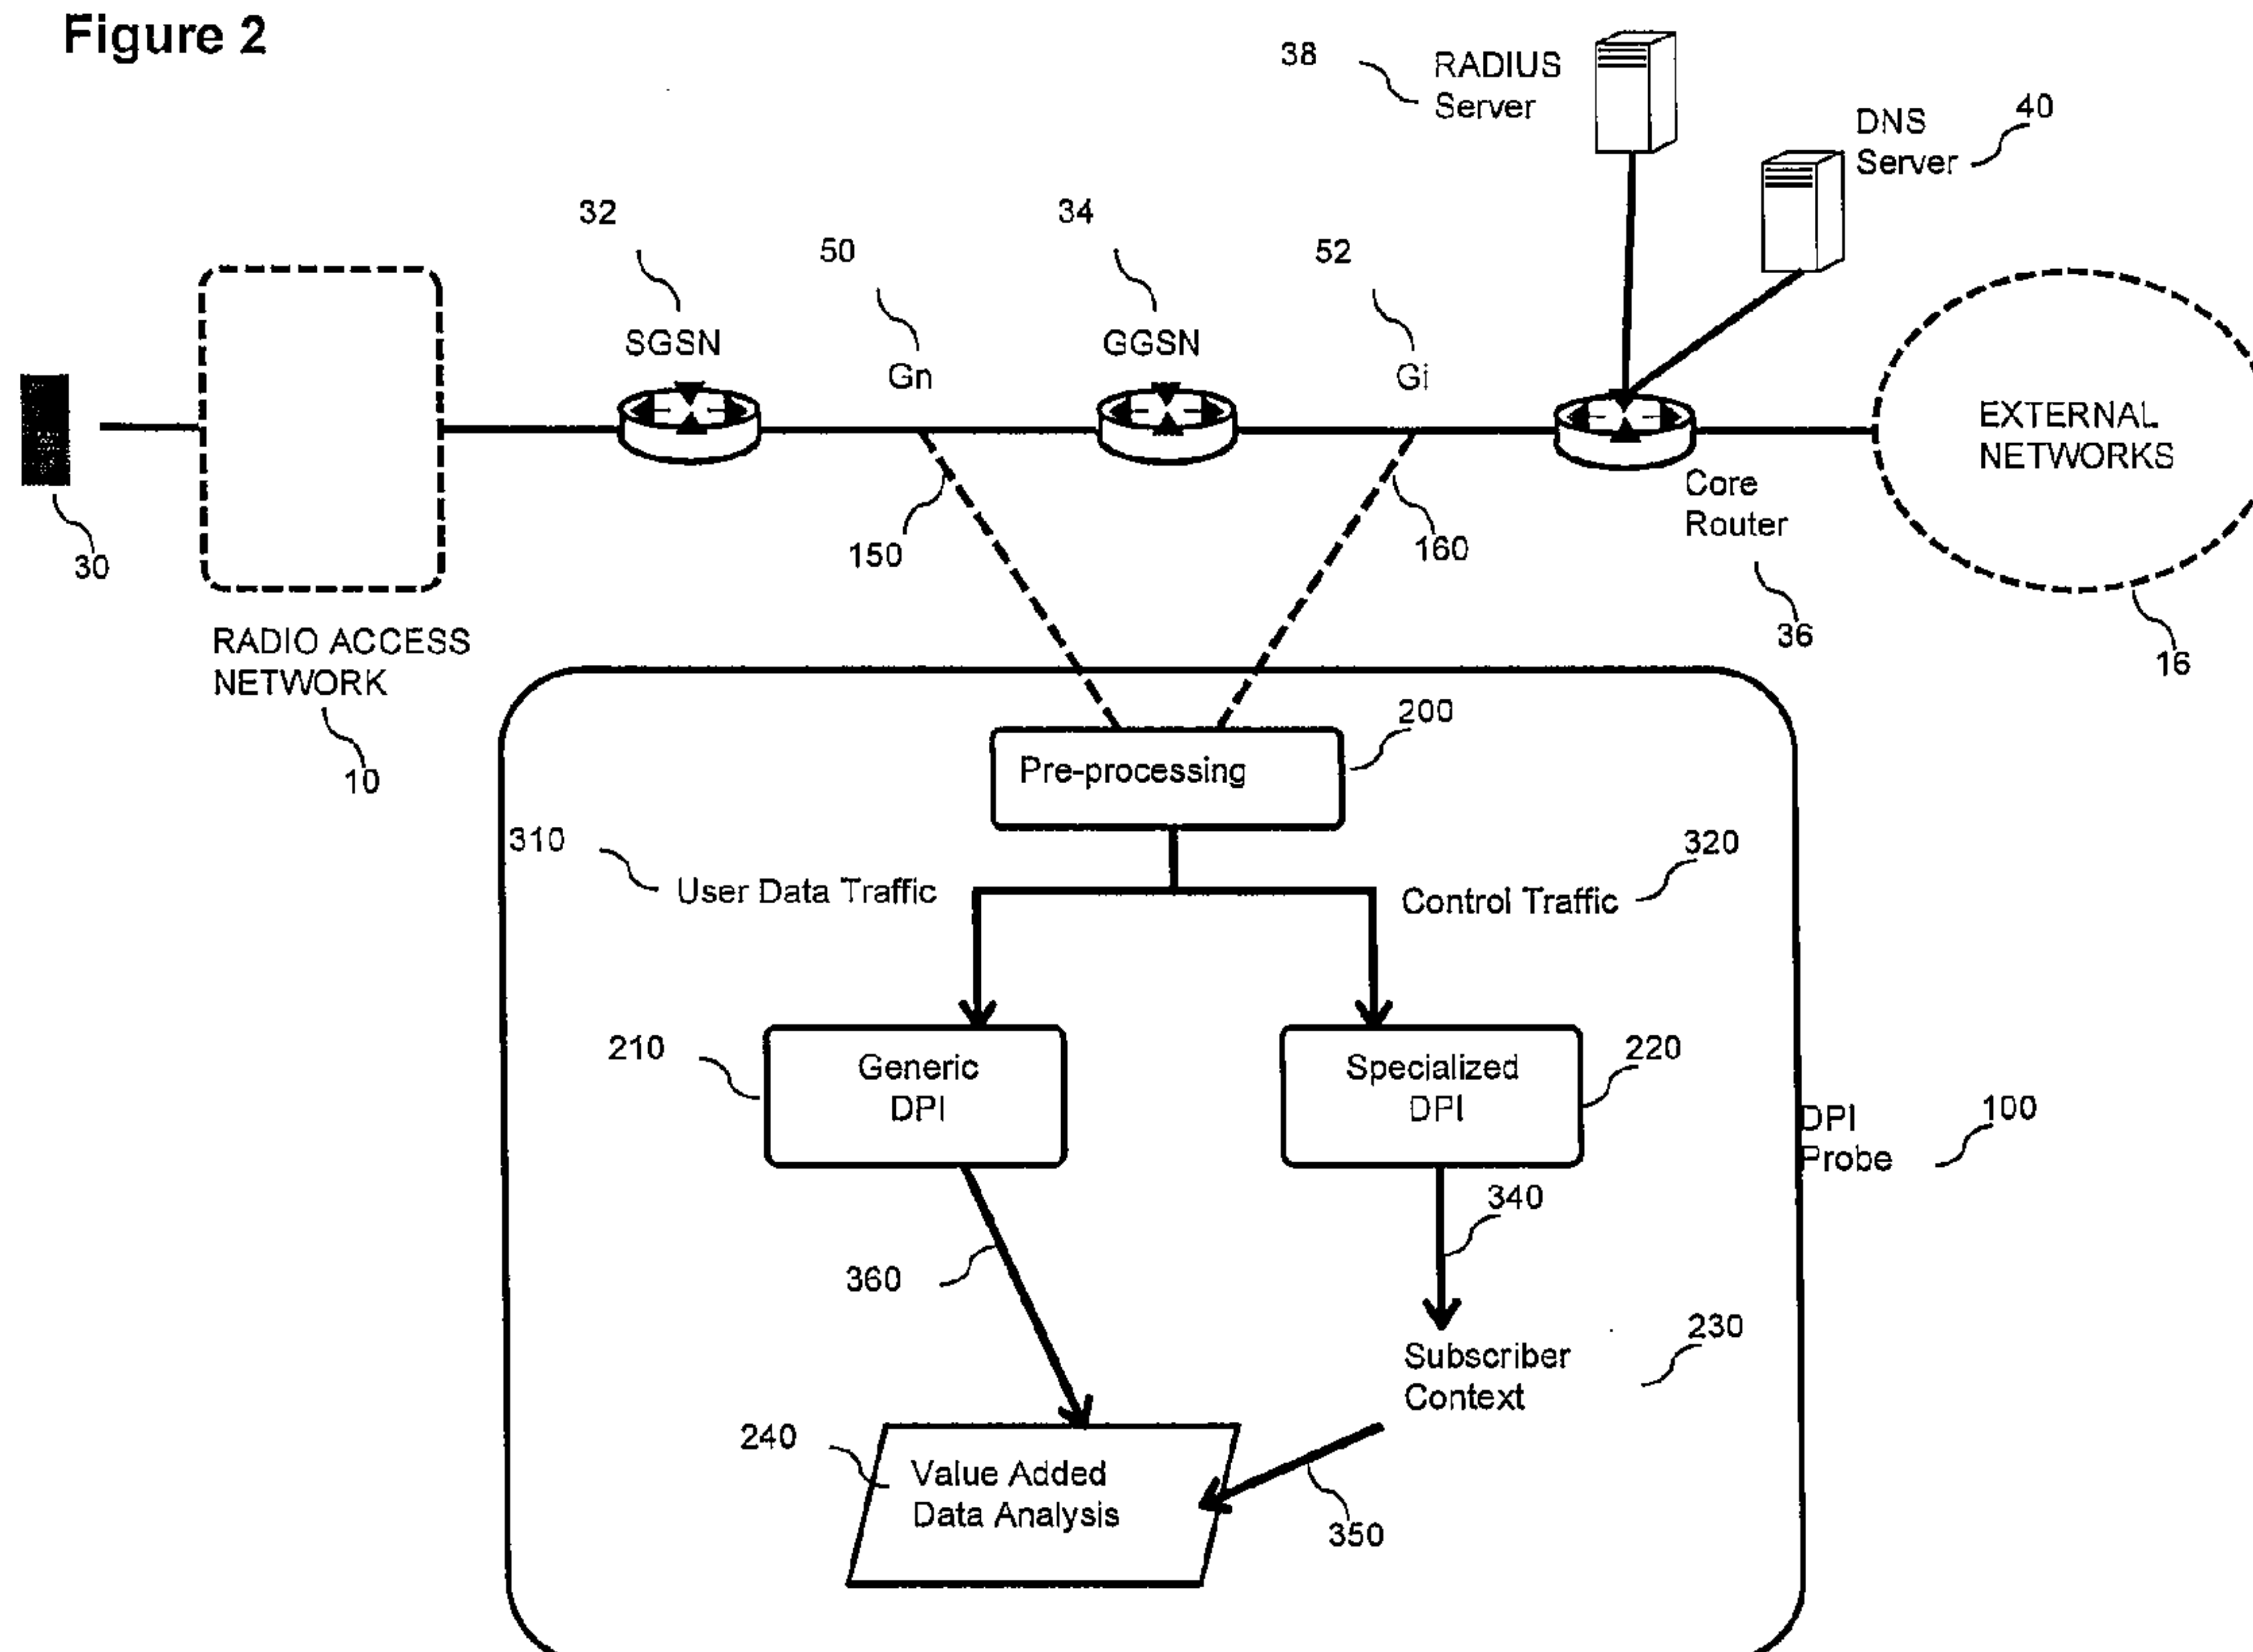 Figure 2
38
RADIUS
Server
40
DNS
Server
32
34
50
52
SGSN
GGSN
Gn
Gi
EXTERNAL
NETWORKS
Core
Router
30
150
160
36
16
RADIO ACCESS
NETWORK
10
200
Pre-processing
310
User Data Traffic
320
Control Traffic
210
Generic
DPI
Specialized
DPI
220
DPI
Probe
100
340
360
230
Subscriber
Context
240
Value Added
Data Analysis
350